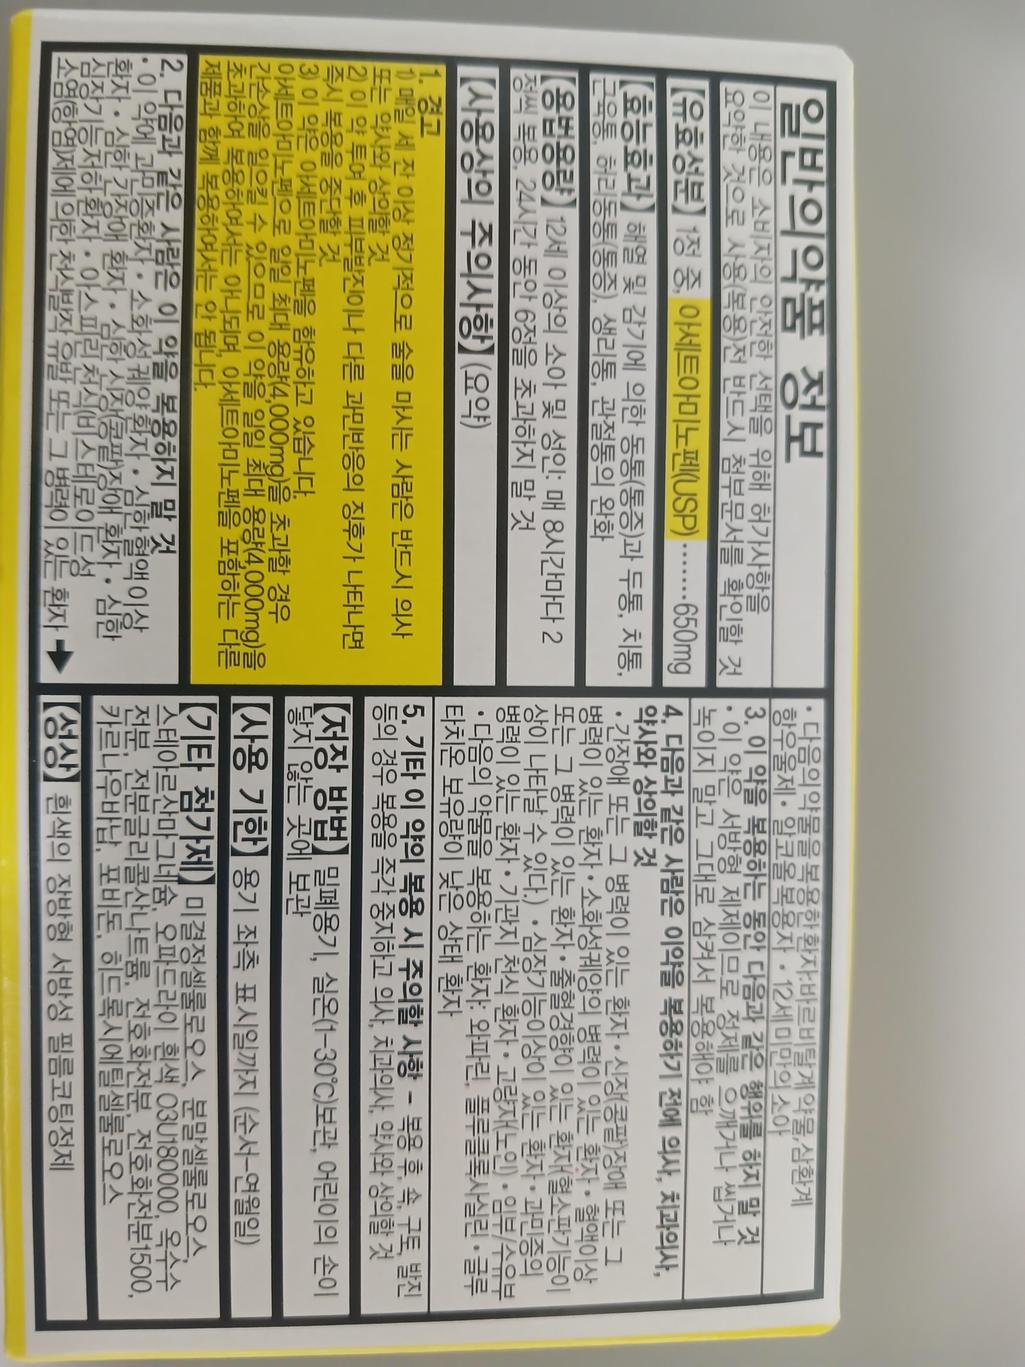 일반의약품 정보
이 내용은 소비자의 안전한 선택을 위해 허가사항을
요약한 것으로 사용(복용)전 반드시 첨부문서를 확인할 것
【유효성분】 1정 중, 아세트아미노펜(USP) ······650mg
【효능효과】 해열 및 감기에 의한 동통(통증)과 두통, 치통,
근육통, 허리통통(통증), 생리통, 관절통의 완화
【용법용량】 12세 이상의 소아 및 성인: 매 8시간마다 2
정씩 복용, 24시간 동안 6정을 초과하지 말 것
【사용상의 주의사항】(요약)
1. 경고
1) 매일 세 잔 이상 정기적으로 술을 마시는 사람은 반드시 의사
또는 약사와 상의할 것
2) 이 약 투여 후 피부발진이나 다른 과민반응의 징후가 나타나면
즉시 복용을 중단할 것
3) 이 약은 아세트아미노펜을 함유하고 있습니다.
아세트아미노펜으로 일일 최대 용량(4,000mg)을 초과할 경우
간손상을 일으킬 수 있으므로 이 약을 일일 최대 용량(4,000mg)을
초과하여 복용하여서는 아니되며, 아세트아미노펜을 포함하는 다른
제품과 함께 복용하여서는 안 됩니다.
2. 다음과 같은 사람은 이 약을 복용하지 말 것
• 이 약에 과민증환자 • 소화성궤양환자 • 심한 혈액 이상
환자 • 심한 간장애 환자 • 심한 신장(콩팥)장애 환자 • 심한
심장기능저하 환자 • 아스피린 천식(비스테로이드성
소염(항염)제에 의한 천식발작 유발) 또는 그 병력이 있는 환자 ➡
• 다음의 약물을 복용한 환자:바르비탈계 약물,삼환계
항우울제 • 알코올 복용자 • 12세 미만의 소아
3. 이 약을 복용하는 동안 다음과 같은 행위를 하지 말 것
• 이 약은 서방형 제제이므로 정제를 으깨거나 씹거나
녹이지 말고 그대로 삼켜서 복용해야 함
4. 다음과 같은 사람은 이 약을 복용하기 전에 의사, 치과의사,
약사와 상의할 것
• 간장애 또는 그 병력이 있는 환자 • 신장(콩팥)장애 또는 그
병력이 있는 환자 • 소화성궤양의 병력이 있는 환자 • 혈액이상
또는 그 병력이 있는 환자 • 출혈경향이 있는 환자(혈소판기능이
상이 나타날 수 있다.) • 심장기능이상이 있는 환자 • 과민증의
병력이 있는 환자 • 기관지 천식 환자 • 고령자(노인) • 임부/수유부
• 다음의 약물을 복용하는 환자: 와파린, 플루클록사실린 • 글루
타치온 보유량이 낮은 상태 환자
5. 기타 이 약의 복용 시 주의할 사항 - 복용 후, 쇽, 구토, 발진
등의 경우 복용을 즉각 중지하고 의사, 치과의사, 약사와 상의할 것
【저장 방법】 밀폐용기, 실온(1-30℃)보관, 어린이의 손이
닿지 않는 곳에 보관
【사용 기한】 용기 좌측 표시일까지 (순서-연월일)
【기타 첨가제】 미결정셀룰로오스, 분말셀룰로오스,
스테아르산마그네슘, 오파드라이 흰색 03U180000, 옥수수
전분, 전분글리콜산나트륨, 전호화전분, 전호화전분1500,
카르나우바납, 포비돈, 히드록시에틸셀룰로오스
【성상】 흰색의 장방형 서방성 필름코팅정제